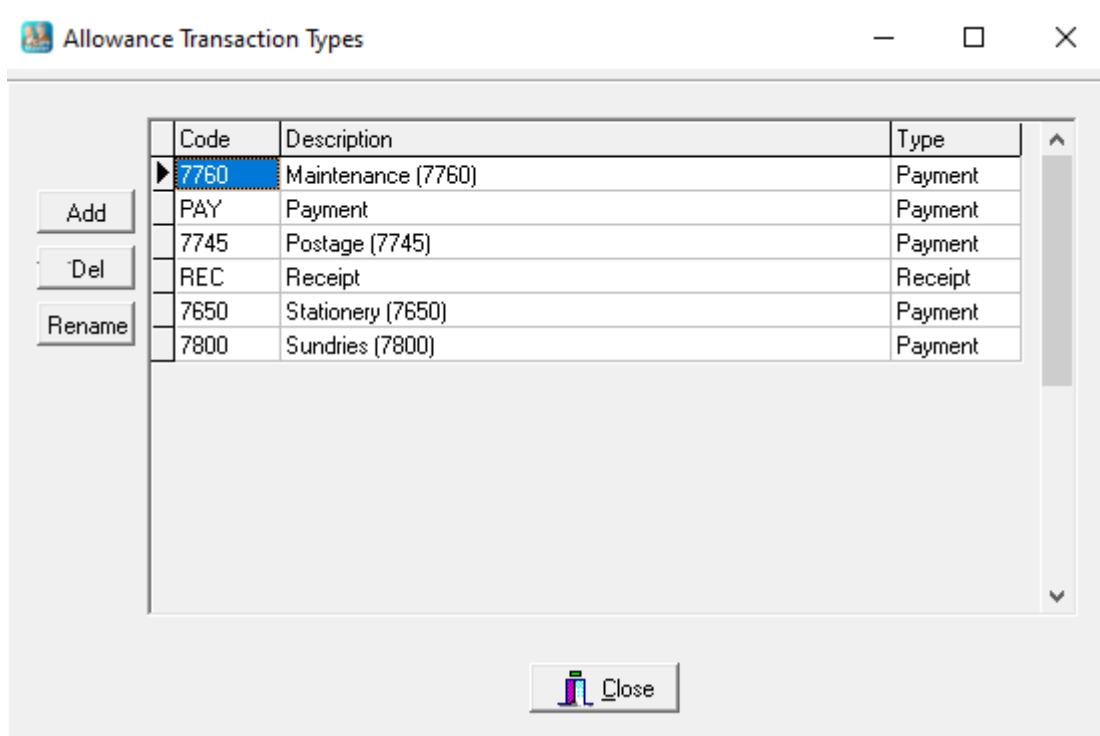 Allowance Transaction Types
Code Description Type
7760 Maintenance (7760) Payment
PAY Payment Payment
7745 Postage (7745) Payment
REC Receipt Receipt
7650 Stationery (7650) Payment
7800 Sundries (7800) Payment
Add
Del
Rename
Close